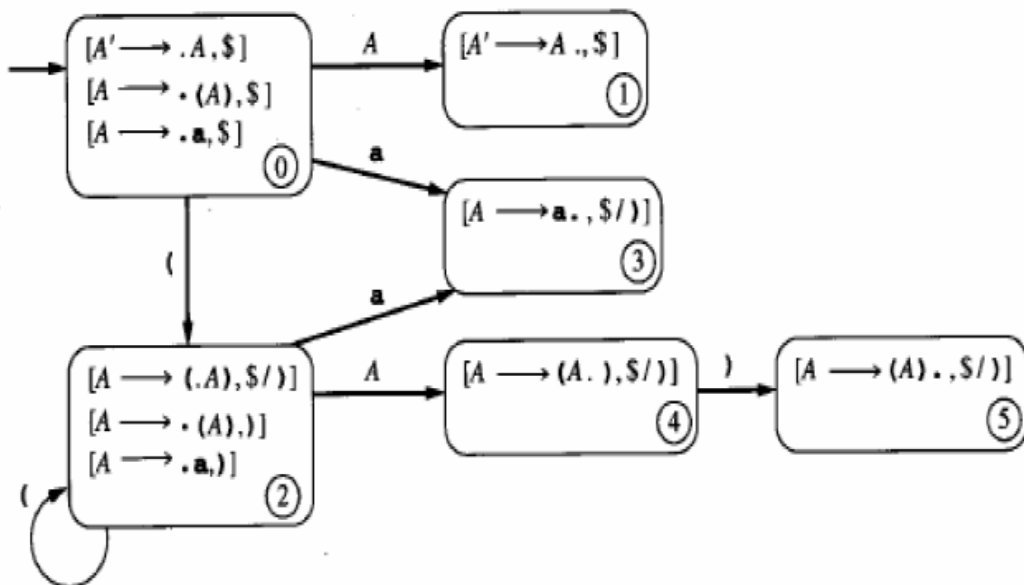 [A' ⟶ .A,$]
[A ⟶ .(A),$]
[A ⟶ .a,$]
0
A
[A' ⟶ A.,$]
1
a
[A ⟶ a.,$/)]
3
(
a
[A ⟶ (.A),$/)]
[A ⟶ .(A),)]
[A ⟶ .a,)]
2
A
[A ⟶ (A.),$/)]
4
)
[A ⟶ (A).,$/)]
5
(